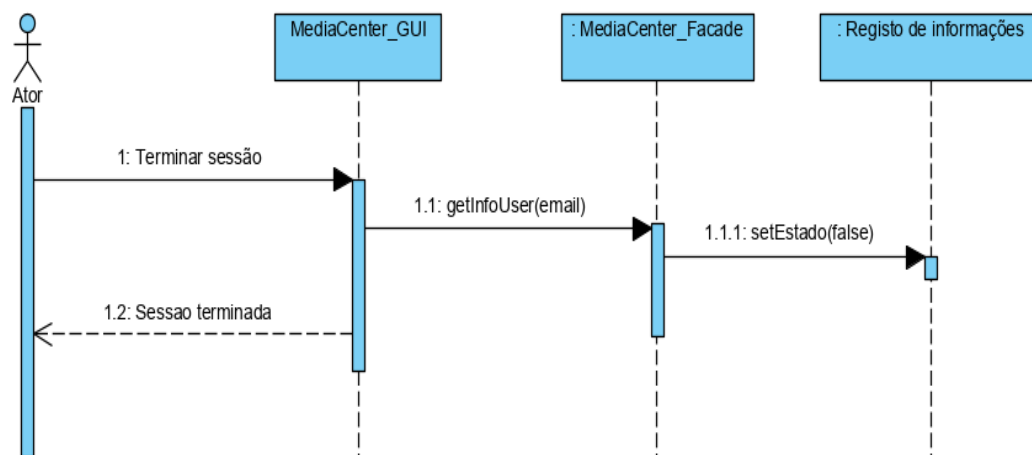 MediaCenter_GUI
: MediaCenter_Facade
: Registo de informações
Ator
1: Terminar sessão
1.1: getInfoUser(email)
1.1.1: setEstado(false)
1.2: Sessao terminada